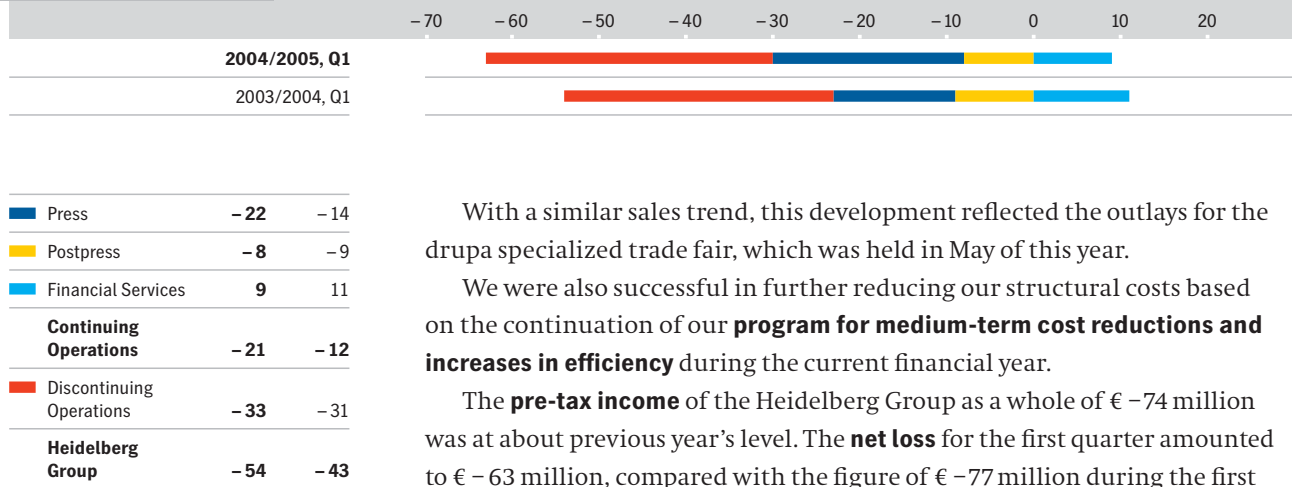 –70 –60 –50 –40 –30 –20 –10 0 10 20
2004/2005, Q1
2003/2004, Q1
Press –22 –14
Postpress –8 –9
Financial Services 9 11
Continuing
Operations –21 –12
Discontinuing
Operations –33 –31
Heidelberg
Group –54 –43
With a similar sales trend, this development reflected the outlays for the
drupa specialized trade fair, which was held in May of this year.
We were also successful in further reducing our structural costs based
on the continuation of our program for medium-term cost reductions and
increases in efficiency during the current financial year.
The pre-tax income of the Heidelberg Group as a whole of € –74 million
was at about previous year’s level. The net loss for the first quarter amounted
to € –63 million, compared with the figure of € –77 million during the first